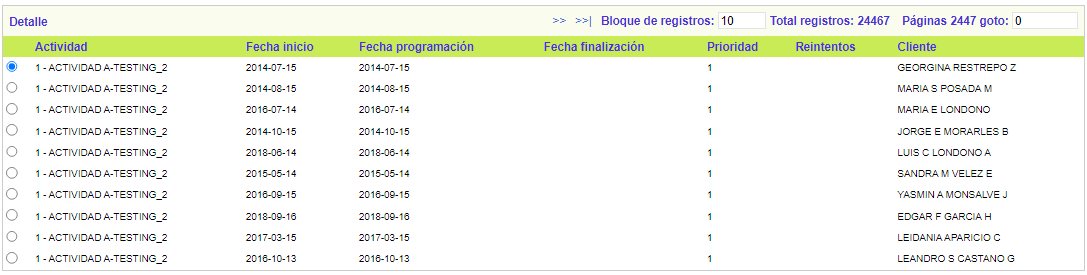 Detalle >> >>| Bloque de registros: 10 Total registros: 24467 Páginas 2447 goto: 0
Actividad Fecha inicio Fecha programación Fecha finalización Prioridad Reintentos Cliente
1 - ACTIVIDAD A-TESTING_2 2014-07-15 2014-07-15 1 GEORGINA RESTREPO Z
1 - ACTIVIDAD A-TESTING_2 2014-08-15 2014-08-15 1 MARIA S POSADA M
1 - ACTIVIDAD A-TESTING_2 2016-07-14 2016-07-14 1 MARIA E LONDONO
1 - ACTIVIDAD A-TESTING_2 2014-10-15 2014-10-15 1 JORGE E MORARLES B
1 - ACTIVIDAD A-TESTING_2 2018-06-14 2018-06-14 1 LUIS C LONDONO A
1 - ACTIVIDAD A-TESTING_2 2015-05-14 2015-05-14 1 SANDRA M VELEZ E
1 - ACTIVIDAD A-TESTING_2 2016-09-15 2016-09-15 1 YASMIN A MONSALVE J
1 - ACTIVIDAD A-TESTING_2 2018-09-16 2018-09-16 1 EDGAR F GARCIA H
1 - ACTIVIDAD A-TESTING_2 2017-03-15 2017-03-15 1 LEIDANIA APARICIO C
1 - ACTIVIDAD A-TESTING_2 2016-10-13 2016-10-13 1 LEANDRO S CASTANO G